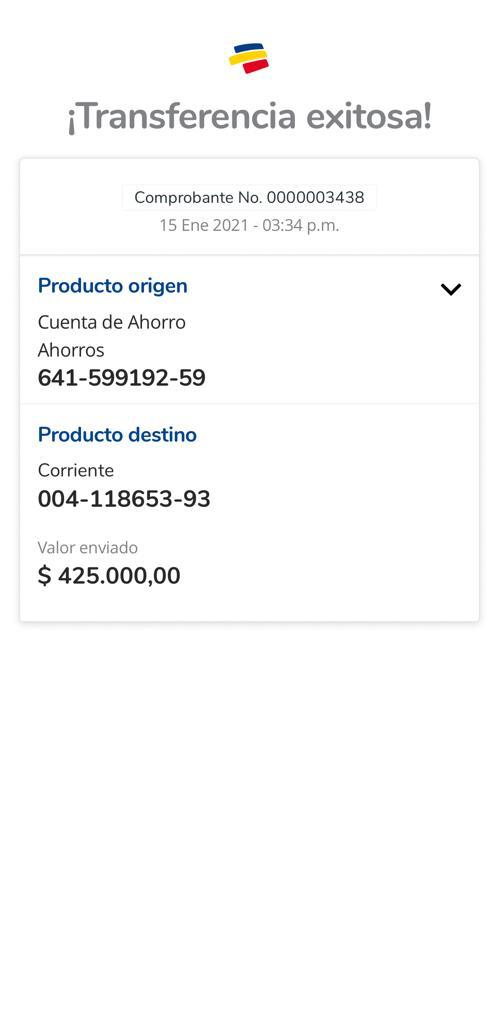 ¡Transferencia exitosa!
Comprobante No. 0000003438
15 Ene 2021 - 03:34 p.m.
Producto origen
Cuenta de Ahorro
Ahorros
641-599192-59
Producto destino
Corriente
004-118653-93
Valor enviado
$ 425.000,00